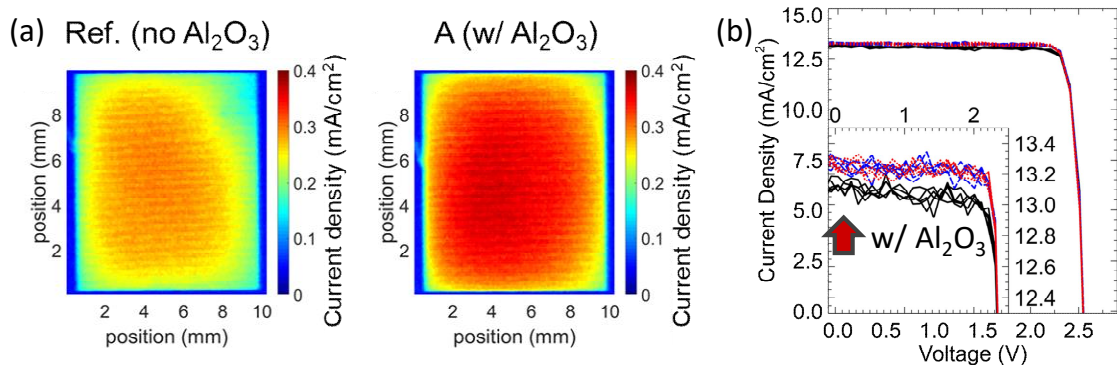 (a)
Ref. (no Al₂O₃)
A (w/ Al₂O₃)
(b)
position (mm)
8
6
4
2
2 4 6 8 10
position (mm)
0.4
0.3
0.2
0.1
0
Current density (mA/cm²)
position (mm)
8
6
4
2
2 4 6 8 10
position (mm)
0.4
0.3
0.2
0.1
0
Current density (mA/cm²)
Current Density (mA/cm²)
15.0
12.5
10.0
7.5
5.0
2.5
0.0
0 1 2
13.4
13.2
13.0
12.8
12.6
12.4
w/ Al₂O₃
0.0 0.5 1.0 1.5 2.0 2.5
Voltage (V)